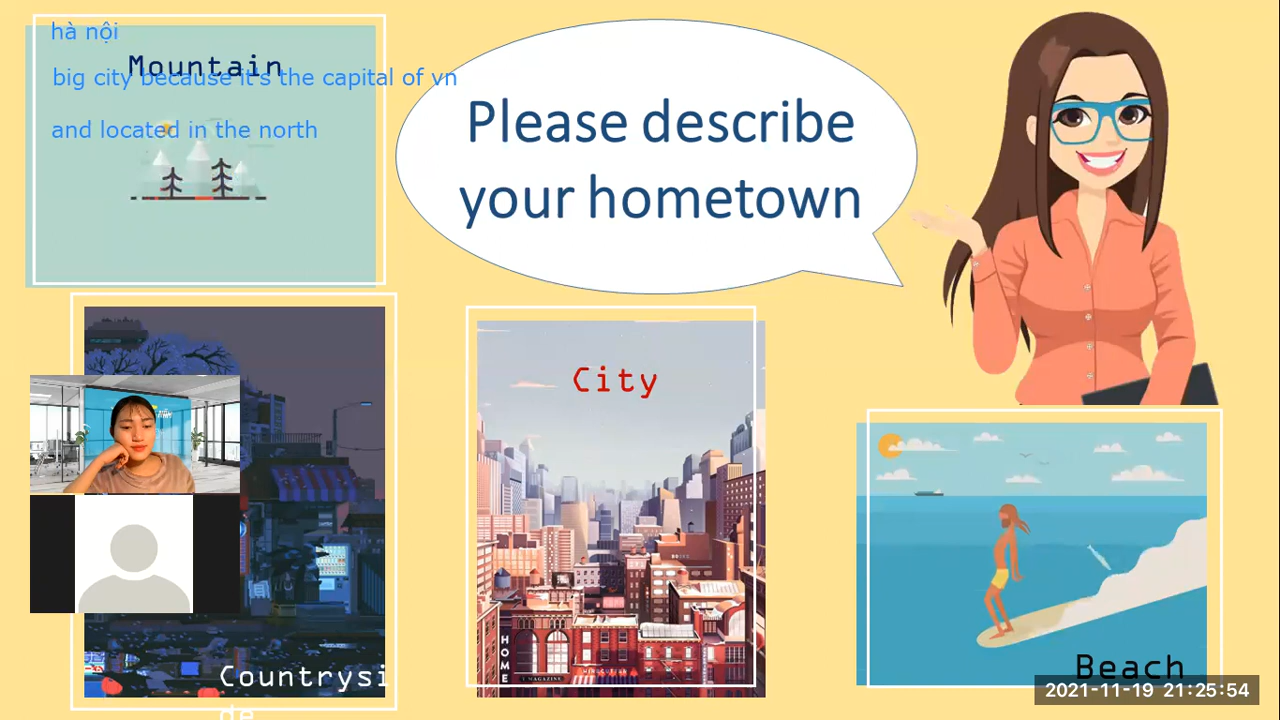 hà nội
Mountain
big city because it's the capital of vn
and located in the north
Please describe
your hometown
City
HOME
Countrysi
de
Beach
2021-11-19 21:25:54